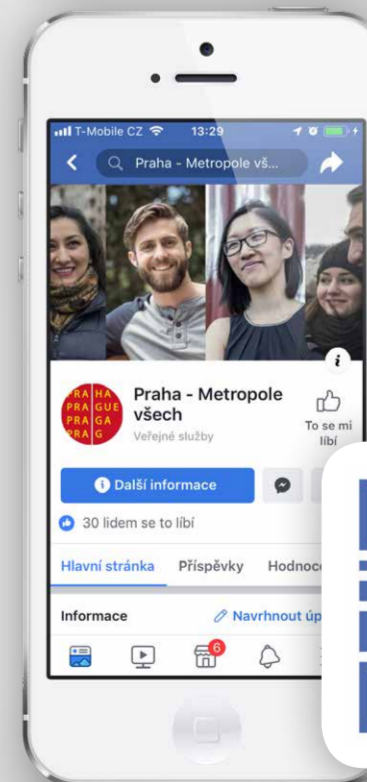 T-Mobile CZ 13:29
Praha - Metropole vš...
PRA HA
PRA GUE
PRA GA
PRA G
Praha - Metropole
všech
Veřejné služby
To se mi
líbí
Další informace
30 lidem se to líbí
Hlavní stránka Příspěvky Hodnoc
Informace Navrhnout úp
6